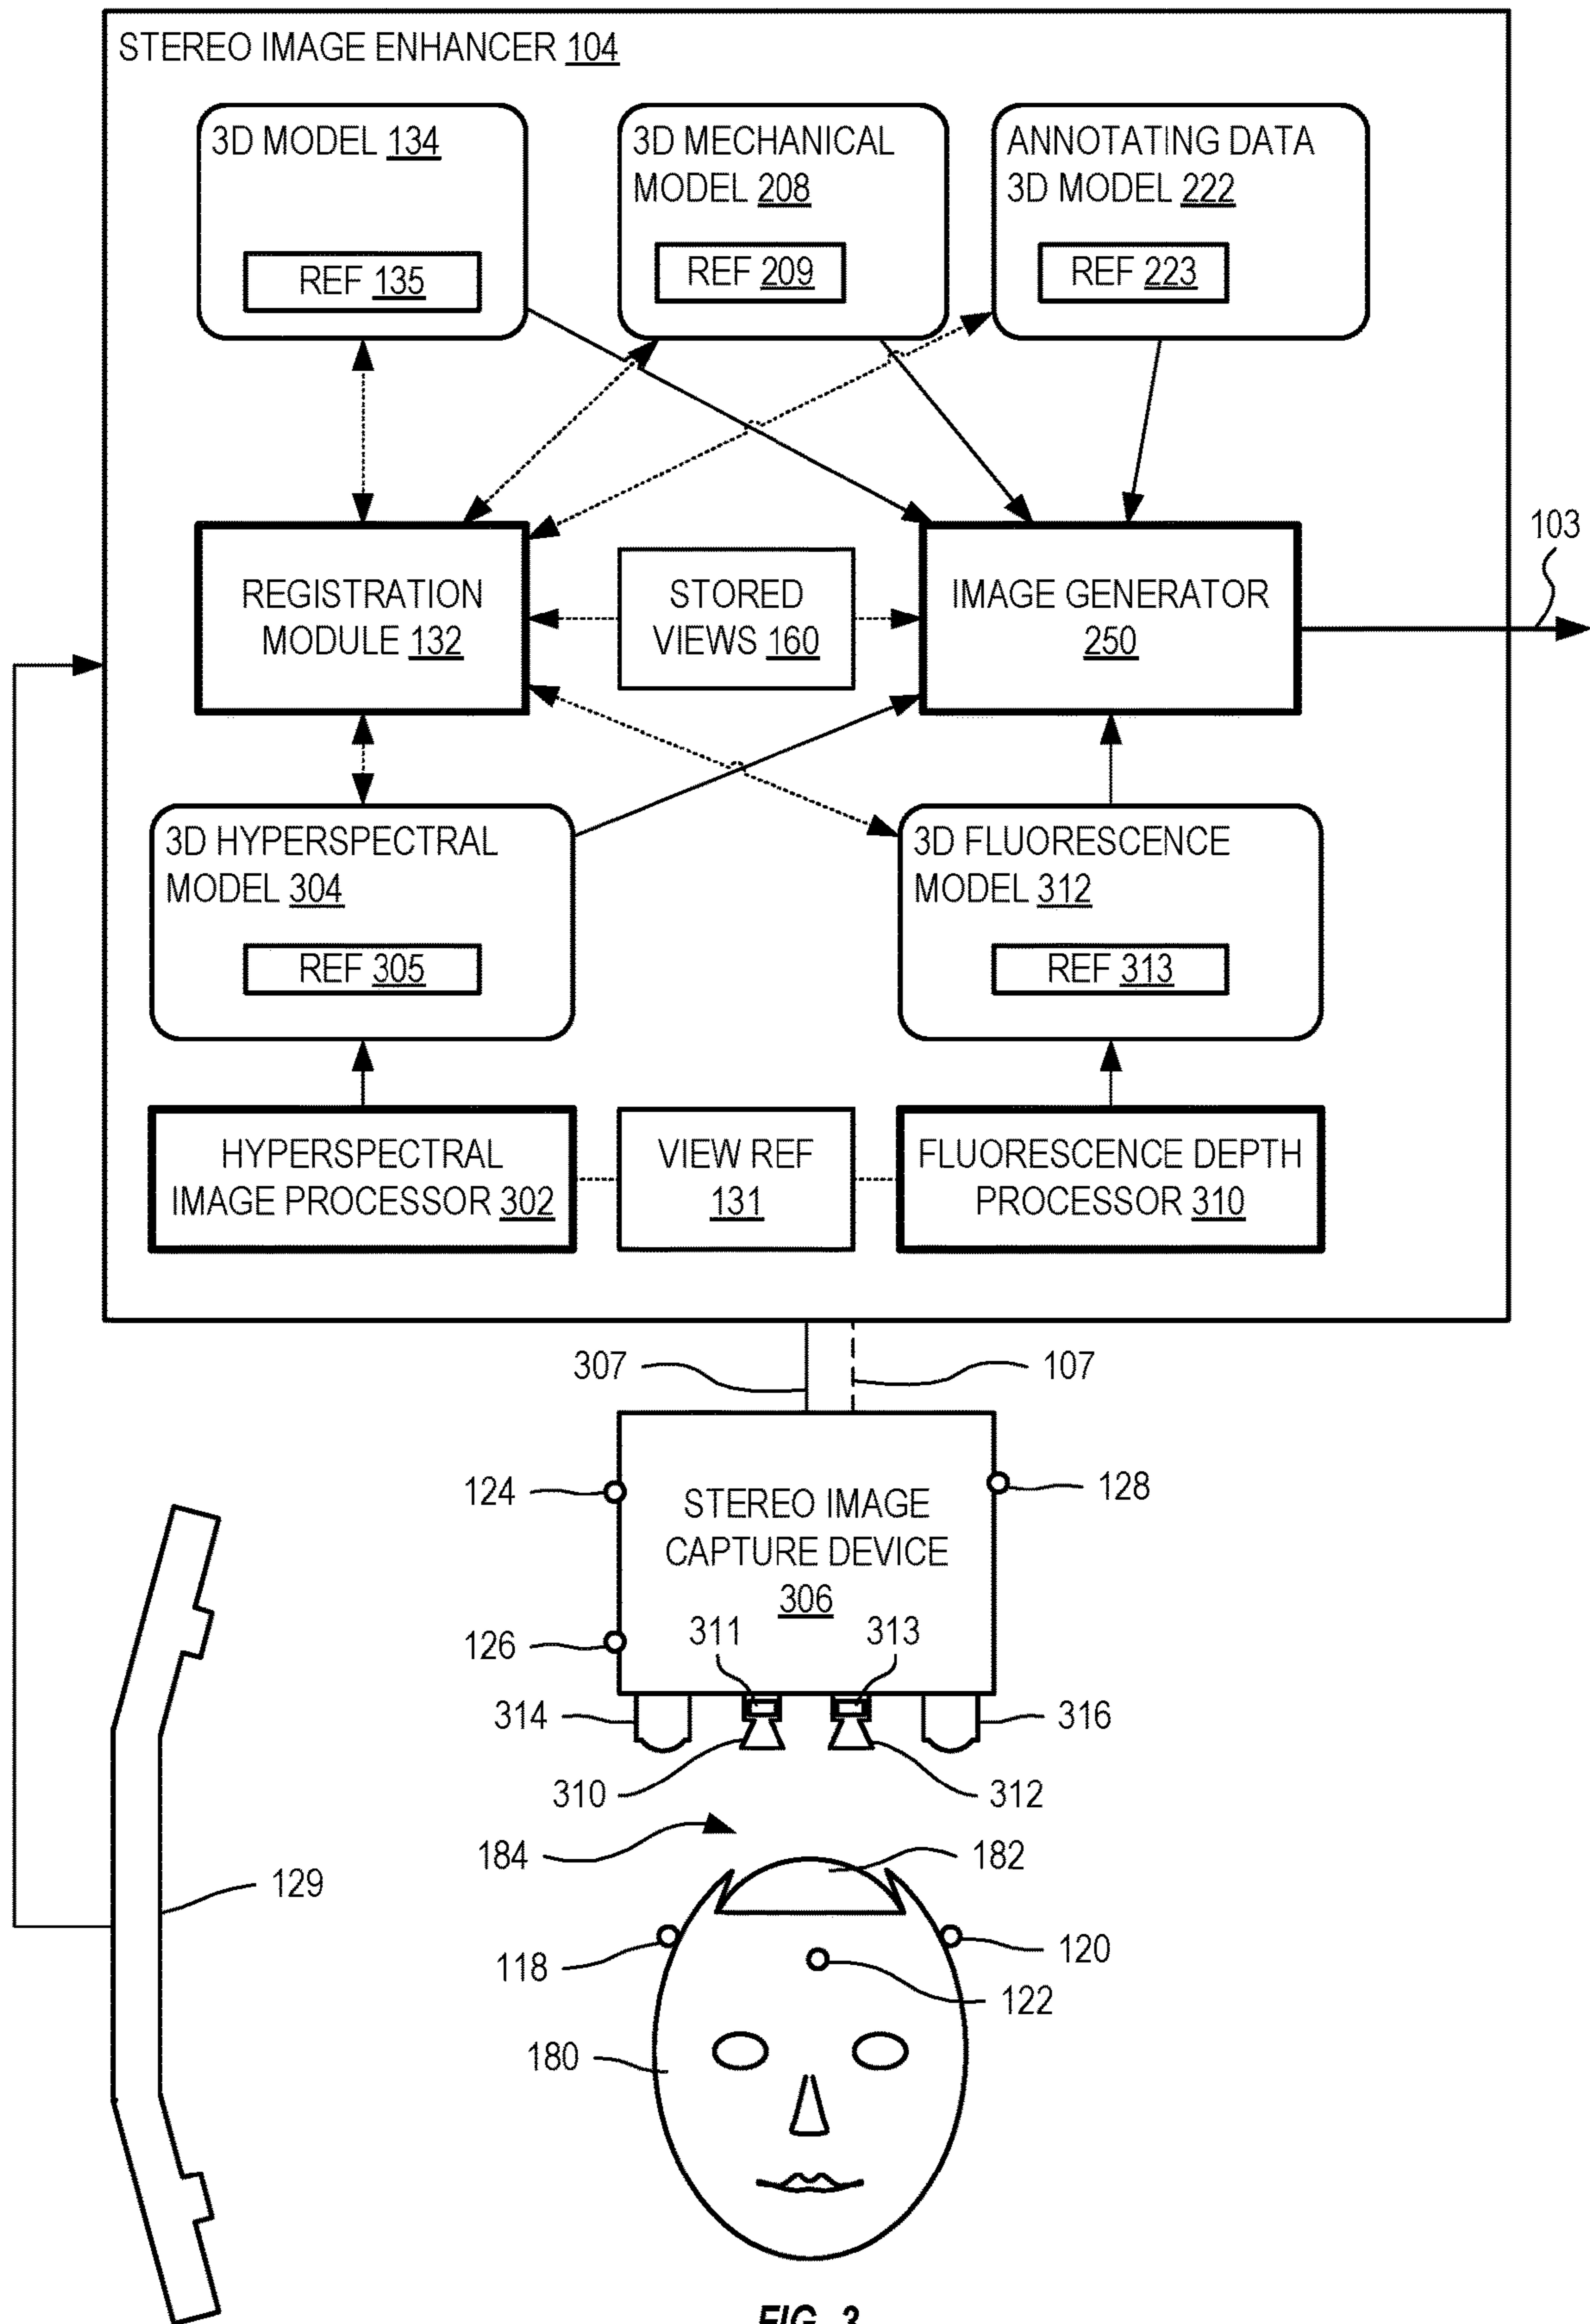 STEREO IMAGE ENHANCER 104
3D MODEL 134
REF 135
3D MECHANICAL
MODEL 208
REF 209
ANNOTATING DATA
3D MODEL 222
REF 223
103
REGISTRATION
MODULE 132
STORED
VIEWS 160
IMAGE GENERATOR
250
3D HYPERSPECTRAL
MODEL 304
REF 305
3D FLUORESCENCE
MODEL 312
REF 313
HYPERSPECTRAL
IMAGE PROCESSOR 302
VIEW REF
131
FLUORESCENCE DEPTH
PROCESSOR 310
307
107
124
128
STEREO IMAGE
CAPTURE DEVICE
306
126
311
313
314
316
310
312
184
182
129
118
120
122
180
FIG. 3